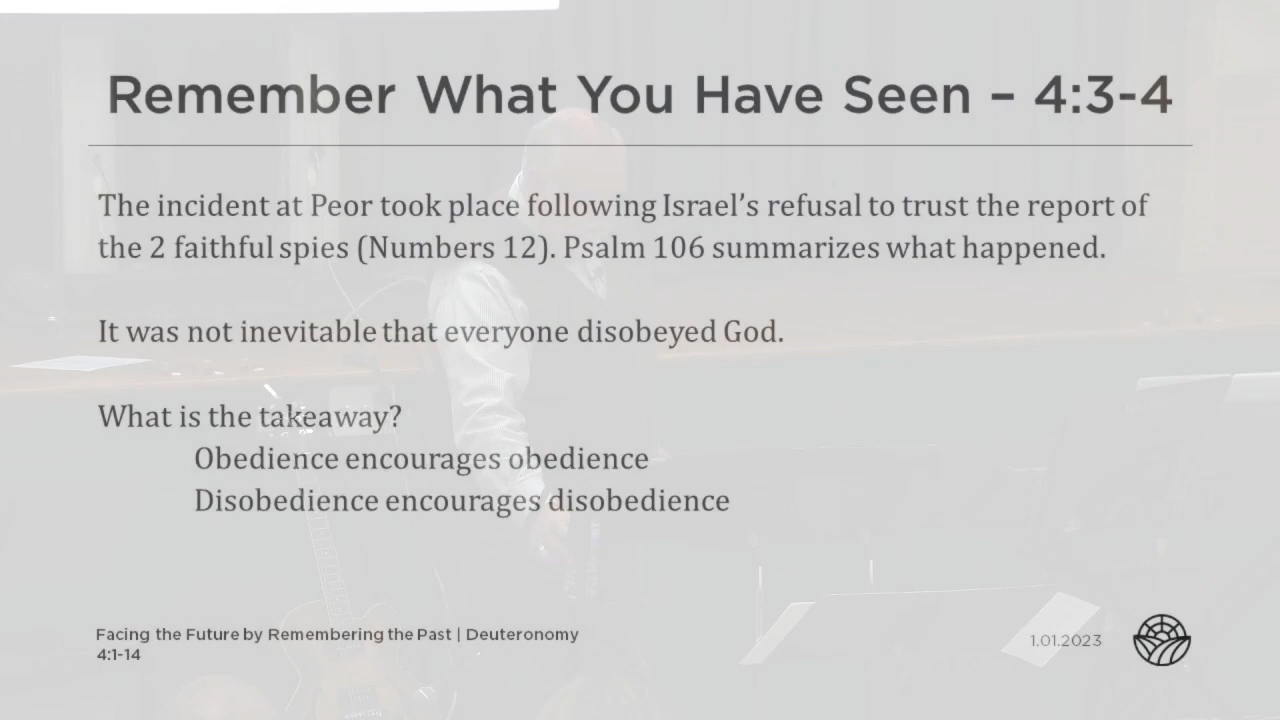 Remember What You Have Seen – 4:3-4
The incident at Peor took place following Israel’s refusal to trust the report of
the 2 faithful spies (Numbers 12). Psalm 106 summarizes what happened.
It was not inevitable that everyone disobeyed God.
What is the takeaway?
Obedience encourages obedience
Disobedience encourages disobedience
Facing the Future by Remembering the Past | Deuteronomy
4:1-14
1.01.2023